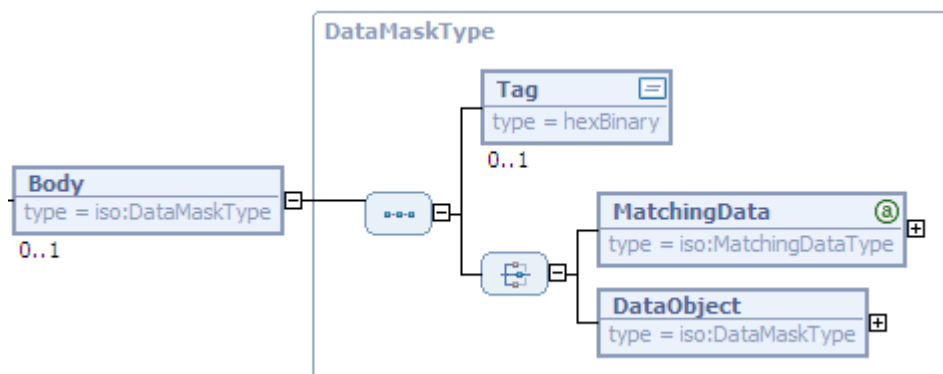 DataMaskType
Tag
type = hexBinary
0..1
Body
type = iso:DataMaskType
0..1
MatchingData
a
type = iso:MatchingDataType
DataObject
type = iso:DataMaskType